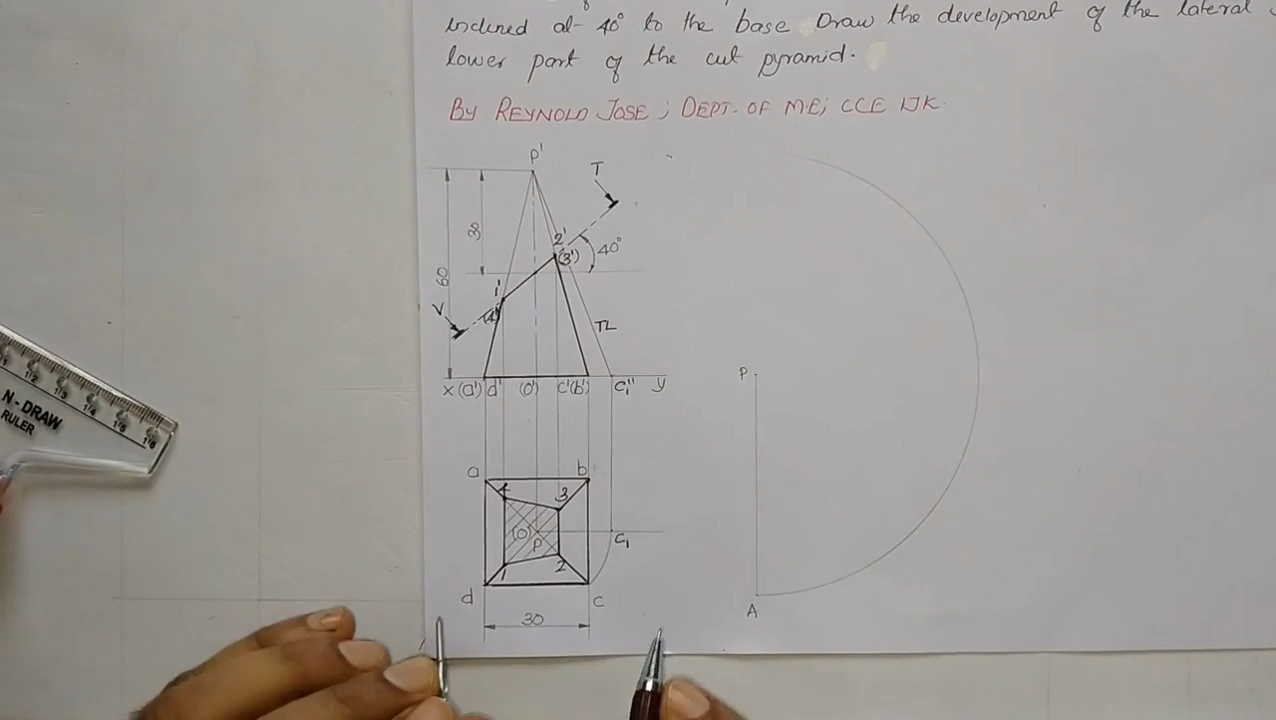 inclined at 40° to the base Draw the development of the lateral
lower part of the cut pyramid.
By REYNOLD JOSE ; DEPT. OF ME; CCE IJK.
P'
T
30
2'
(3')
40°
60
1'
V
(4')
TL
X (a') d' (o') c'(b') c₁'' y
P
N-DRAW
RULER
a b
4 3
(o) c₁
P
1 2
d c
30
A